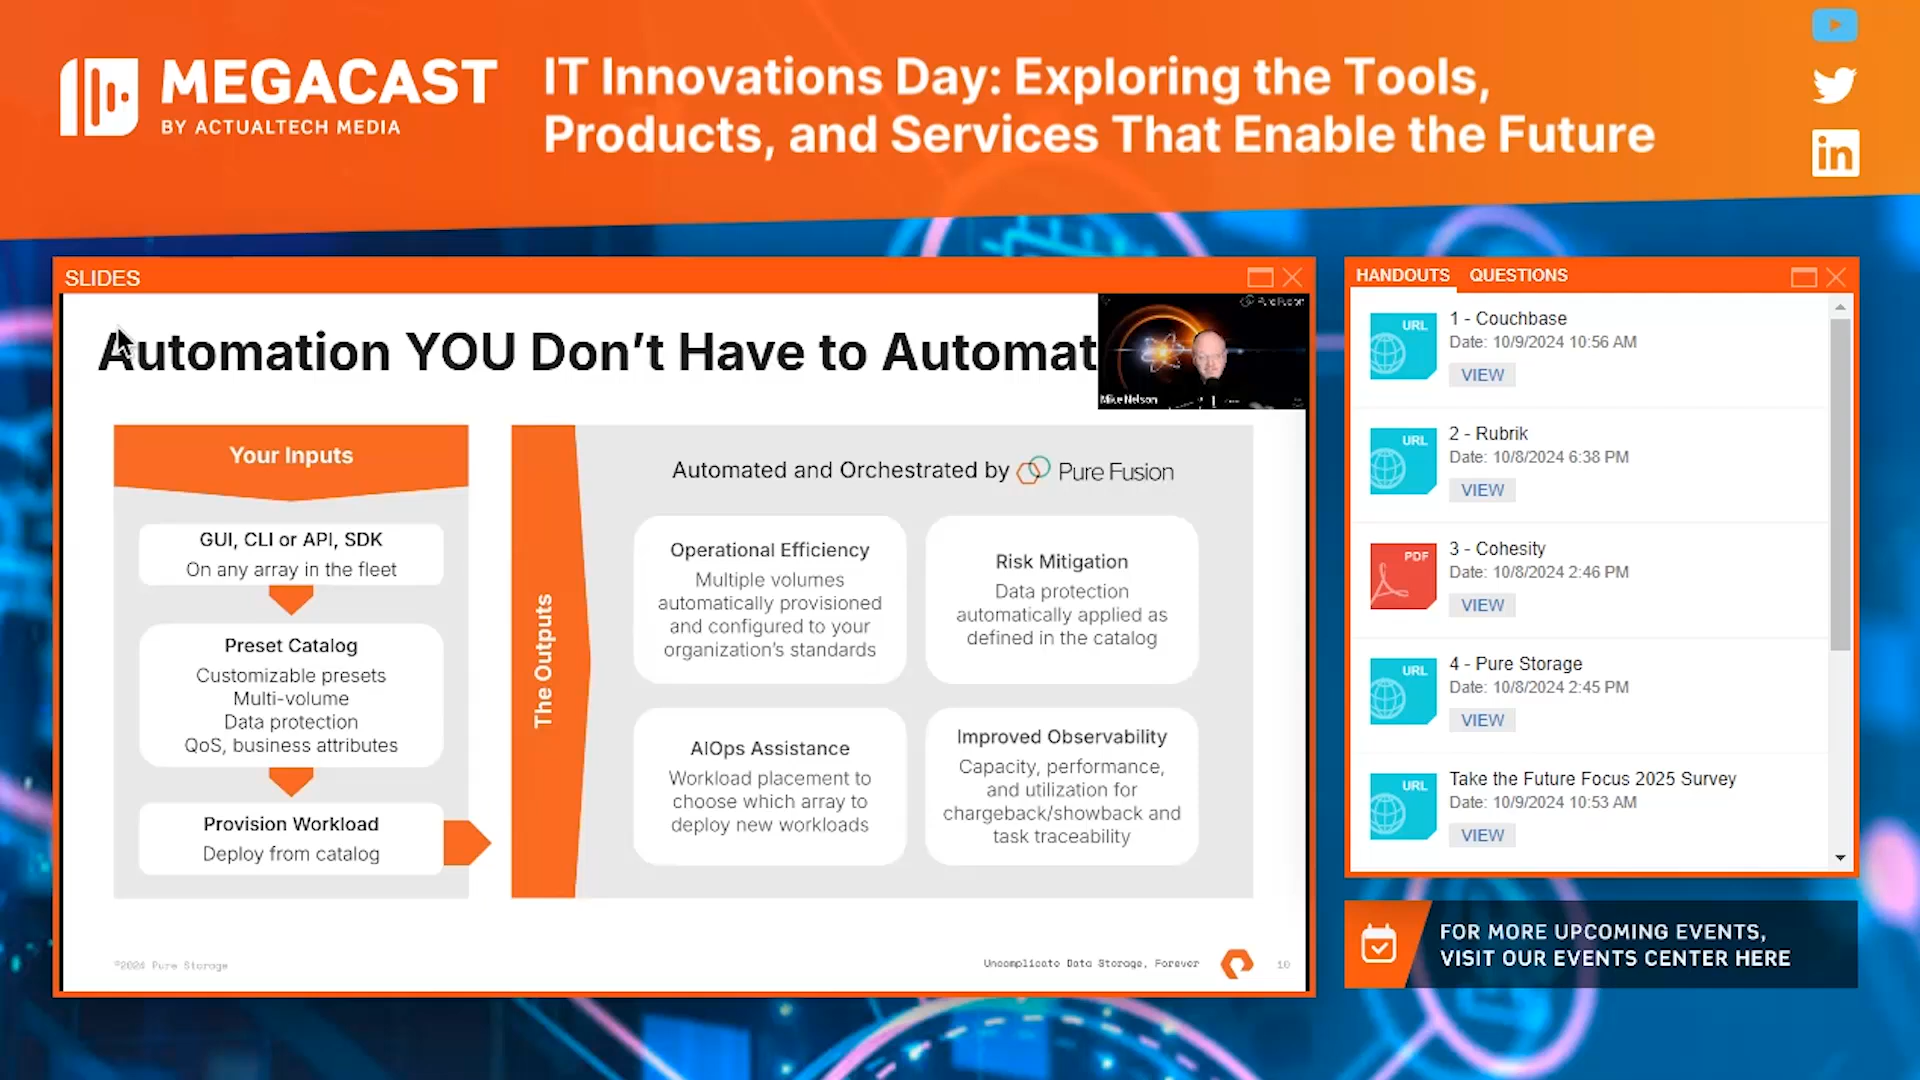 MEGACAST
BY ACTUALTECH MEDIA
IT Innovations Day: Exploring the Tools,
Products, and Services That Enable the Future
in
SLIDES
Automation YOU Don't Have to Automat
Pure Fusion
Mike Nelson
Your Inputs
GUI, CLI or API, SDK
On any array in the fleet
Preset Catalog
Customizable presets
Multi-volume
Data protection
QoS, business attributes
Provision Workload
Deploy from catalog
The Outputs
Automated and Orchestrated by Pure Fusion
Operational Efficiency
Multiple volumes
automatically provisioned
and configured to your
organization's standards
Risk Mitigation
Data protection
automatically applied as
defined in the catalog
AIOps Assistance
Workload placement to
choose which array to
deploy new workloads
Improved Observability
Capacity, performance,
and utilization for
chargeback/showback and
task traceability
©2024 Pure Storage
Uncomplicate Data Storage, Forever
10
HANDOUTS QUESTIONS
URL
1 - Couchbase
Date: 10/9/2024 10:56 AM
VIEW
URL
2 - Rubrik
Date: 10/8/2024 6:38 PM
VIEW
PDF
3 - Cohesity
Date: 10/8/2024 2:46 PM
VIEW
URL
4 - Pure Storage
Date: 10/8/2024 2:45 PM
VIEW
URL
Take the Future Focus 2025 Survey
Date: 10/9/2024 10:53 AM
VIEW
FOR MORE UPCOMING EVENTS,
VISIT OUR EVENTS CENTER HERE